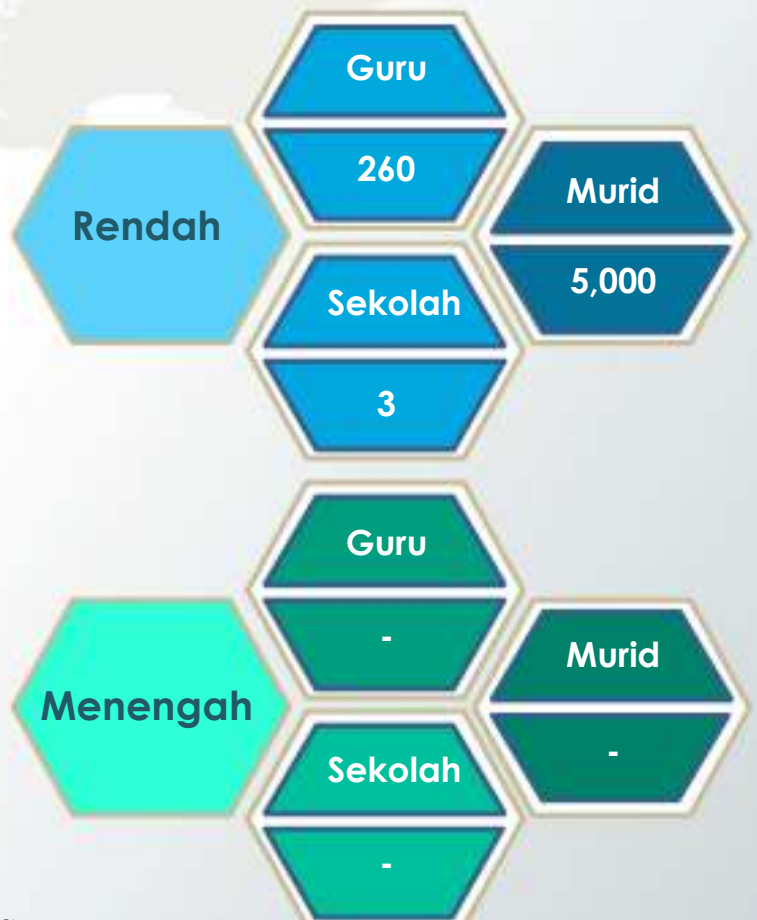 Rendah
Guru
260
Murid
5,000
Sekolah
3
Menengah
Guru
-
Murid
-
Sekolah
-